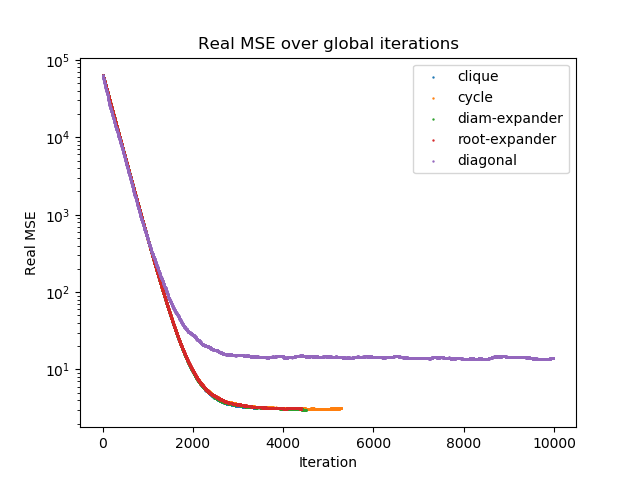 Real MSE over global iterations
Real MSE
10^5
10^4
10^3
10^2
10^1
clique
cycle
diam-expander
root-expander
diagonal
0 2000 4000 6000 8000 10000
Iteration